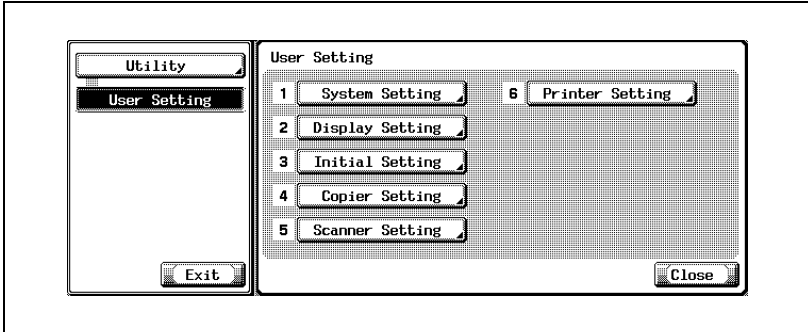 Utility
User Setting
Exit
User Setting
1 System Setting
2 Display Setting
3 Initial Setting
4 Copier Setting
5 Scanner Setting
6 Printer Setting
Close